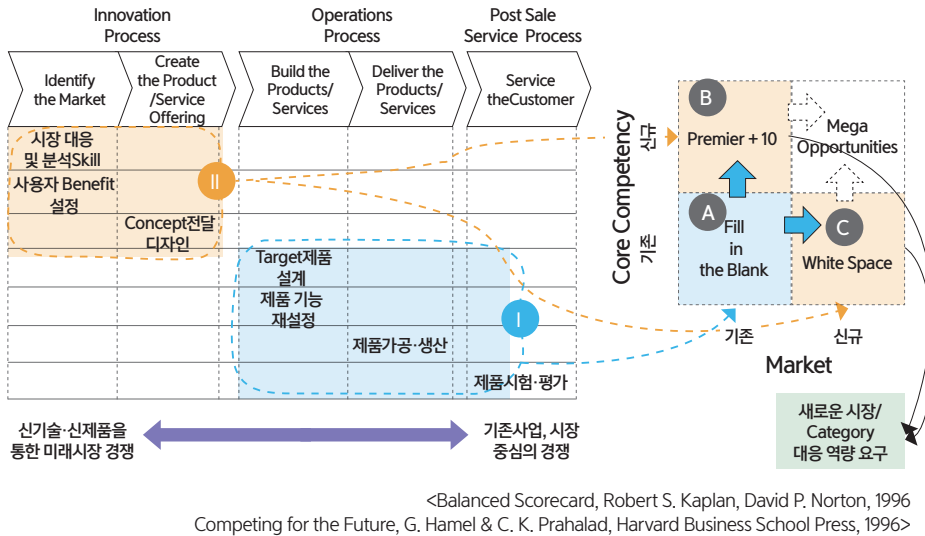 Innovation
Process
Operations
Process
Post Sale
Service Process
Identify
the Market
Create
the Product
/Service
Offering
Build the
Products/
Services
Deliver the
Products/
Services
Service
theCustomer
시장 대응
및 분석Skill
사용자 Benefit
설정
Concept전달
디자인
II
Target제품
설계
제품 기능
재설정
제품가공·생산
제품시험·평가
I
신기술·신제품을
통한 미래시장 경쟁
기존사업, 시장
중심의 경쟁
Core Competency
신규
기존
B
Premier + 10
Mega
Opportunities
A
Fill
in
the Blank
C
White Space
기존
신규
Market
새로운 시장/
Category
대응 역량 요구
<Balanced Scorecard, Robert S. Kaplan, David P. Norton, 1996
Competing for the Future, G. Hamel & C. K. Prahalad, Harvard Business School Press, 1996>